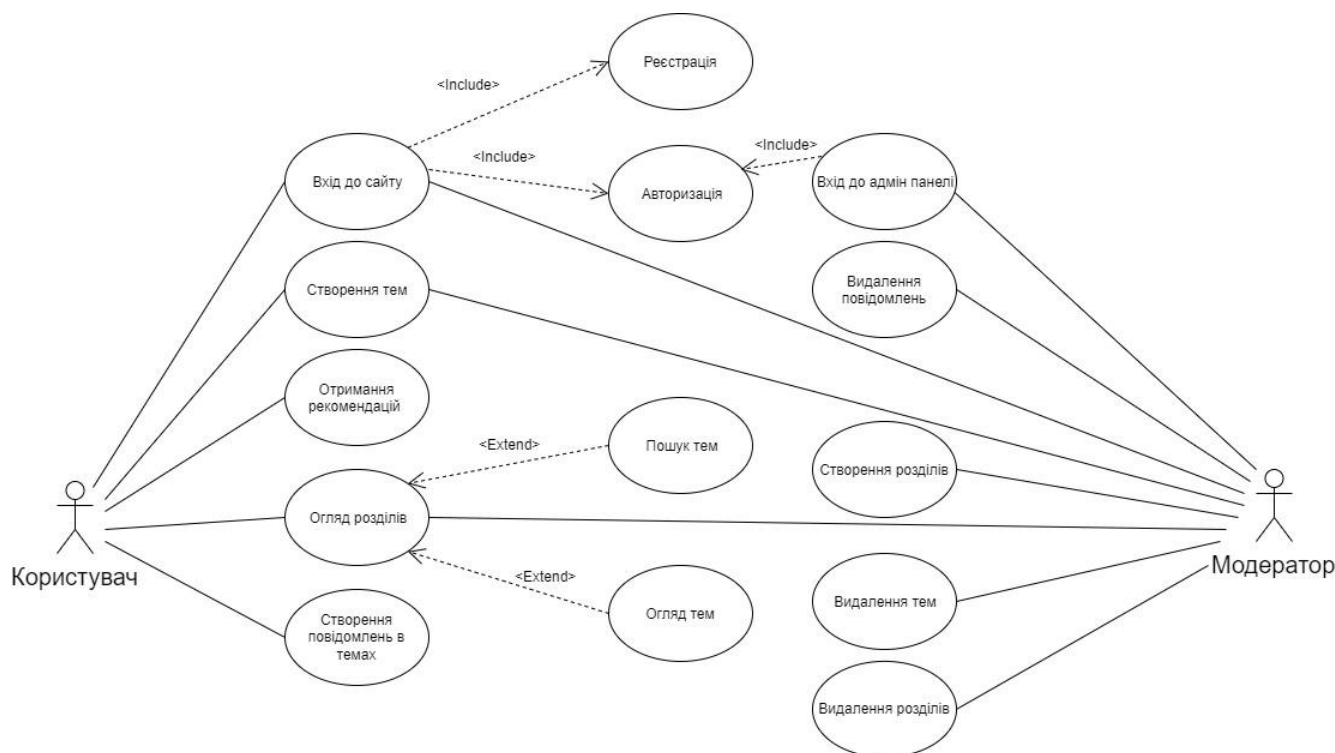 Реєстрація
<Include>
<Include>
<Include>
Вхід до сайту
Авторизація
Вхід до адмін панелі
Створення тем
Видалення
повідомлень
Отримання
рекомендацій
<Extend>
Пошук тем
Створення розділів
Огляд розділів
Користувач
Модератор
<Extend>
Створення
повідомлень в
темах
Огляд тем
Видалення тем
Видалення розділів